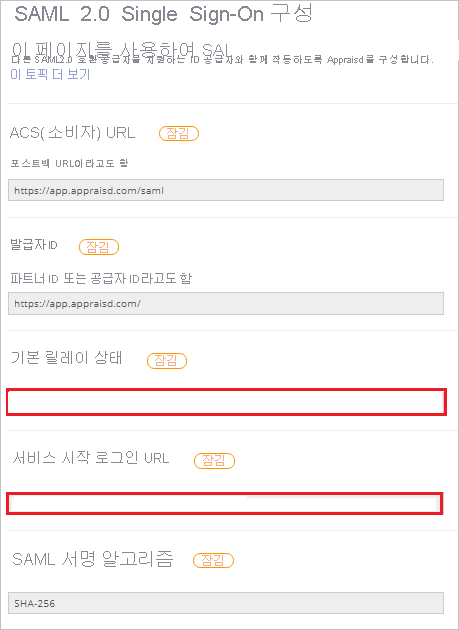 SAML 2.0 Single Sign-On 구성
이 페이지를 사용하여 SAL
다른 SAML2.0 호환 공급자를 지원하는 ID 공급자와 함께 작동하도록 Appraisd를 구성합니다.
이 토픽 더 보기
ACS( 소비자) URL 잠김
포스트백 URL이라고도 함
https://app.appraisd.com/saml
발급자 ID 잠김
파트너 ID 또는 공급자 ID라고도 함
https://app.appraisd.com/
기본 릴레이 상태 잠김
서비스 시작 로그인 URL 잠김
SAML 서명 알고리즘 잠김
SHA-256